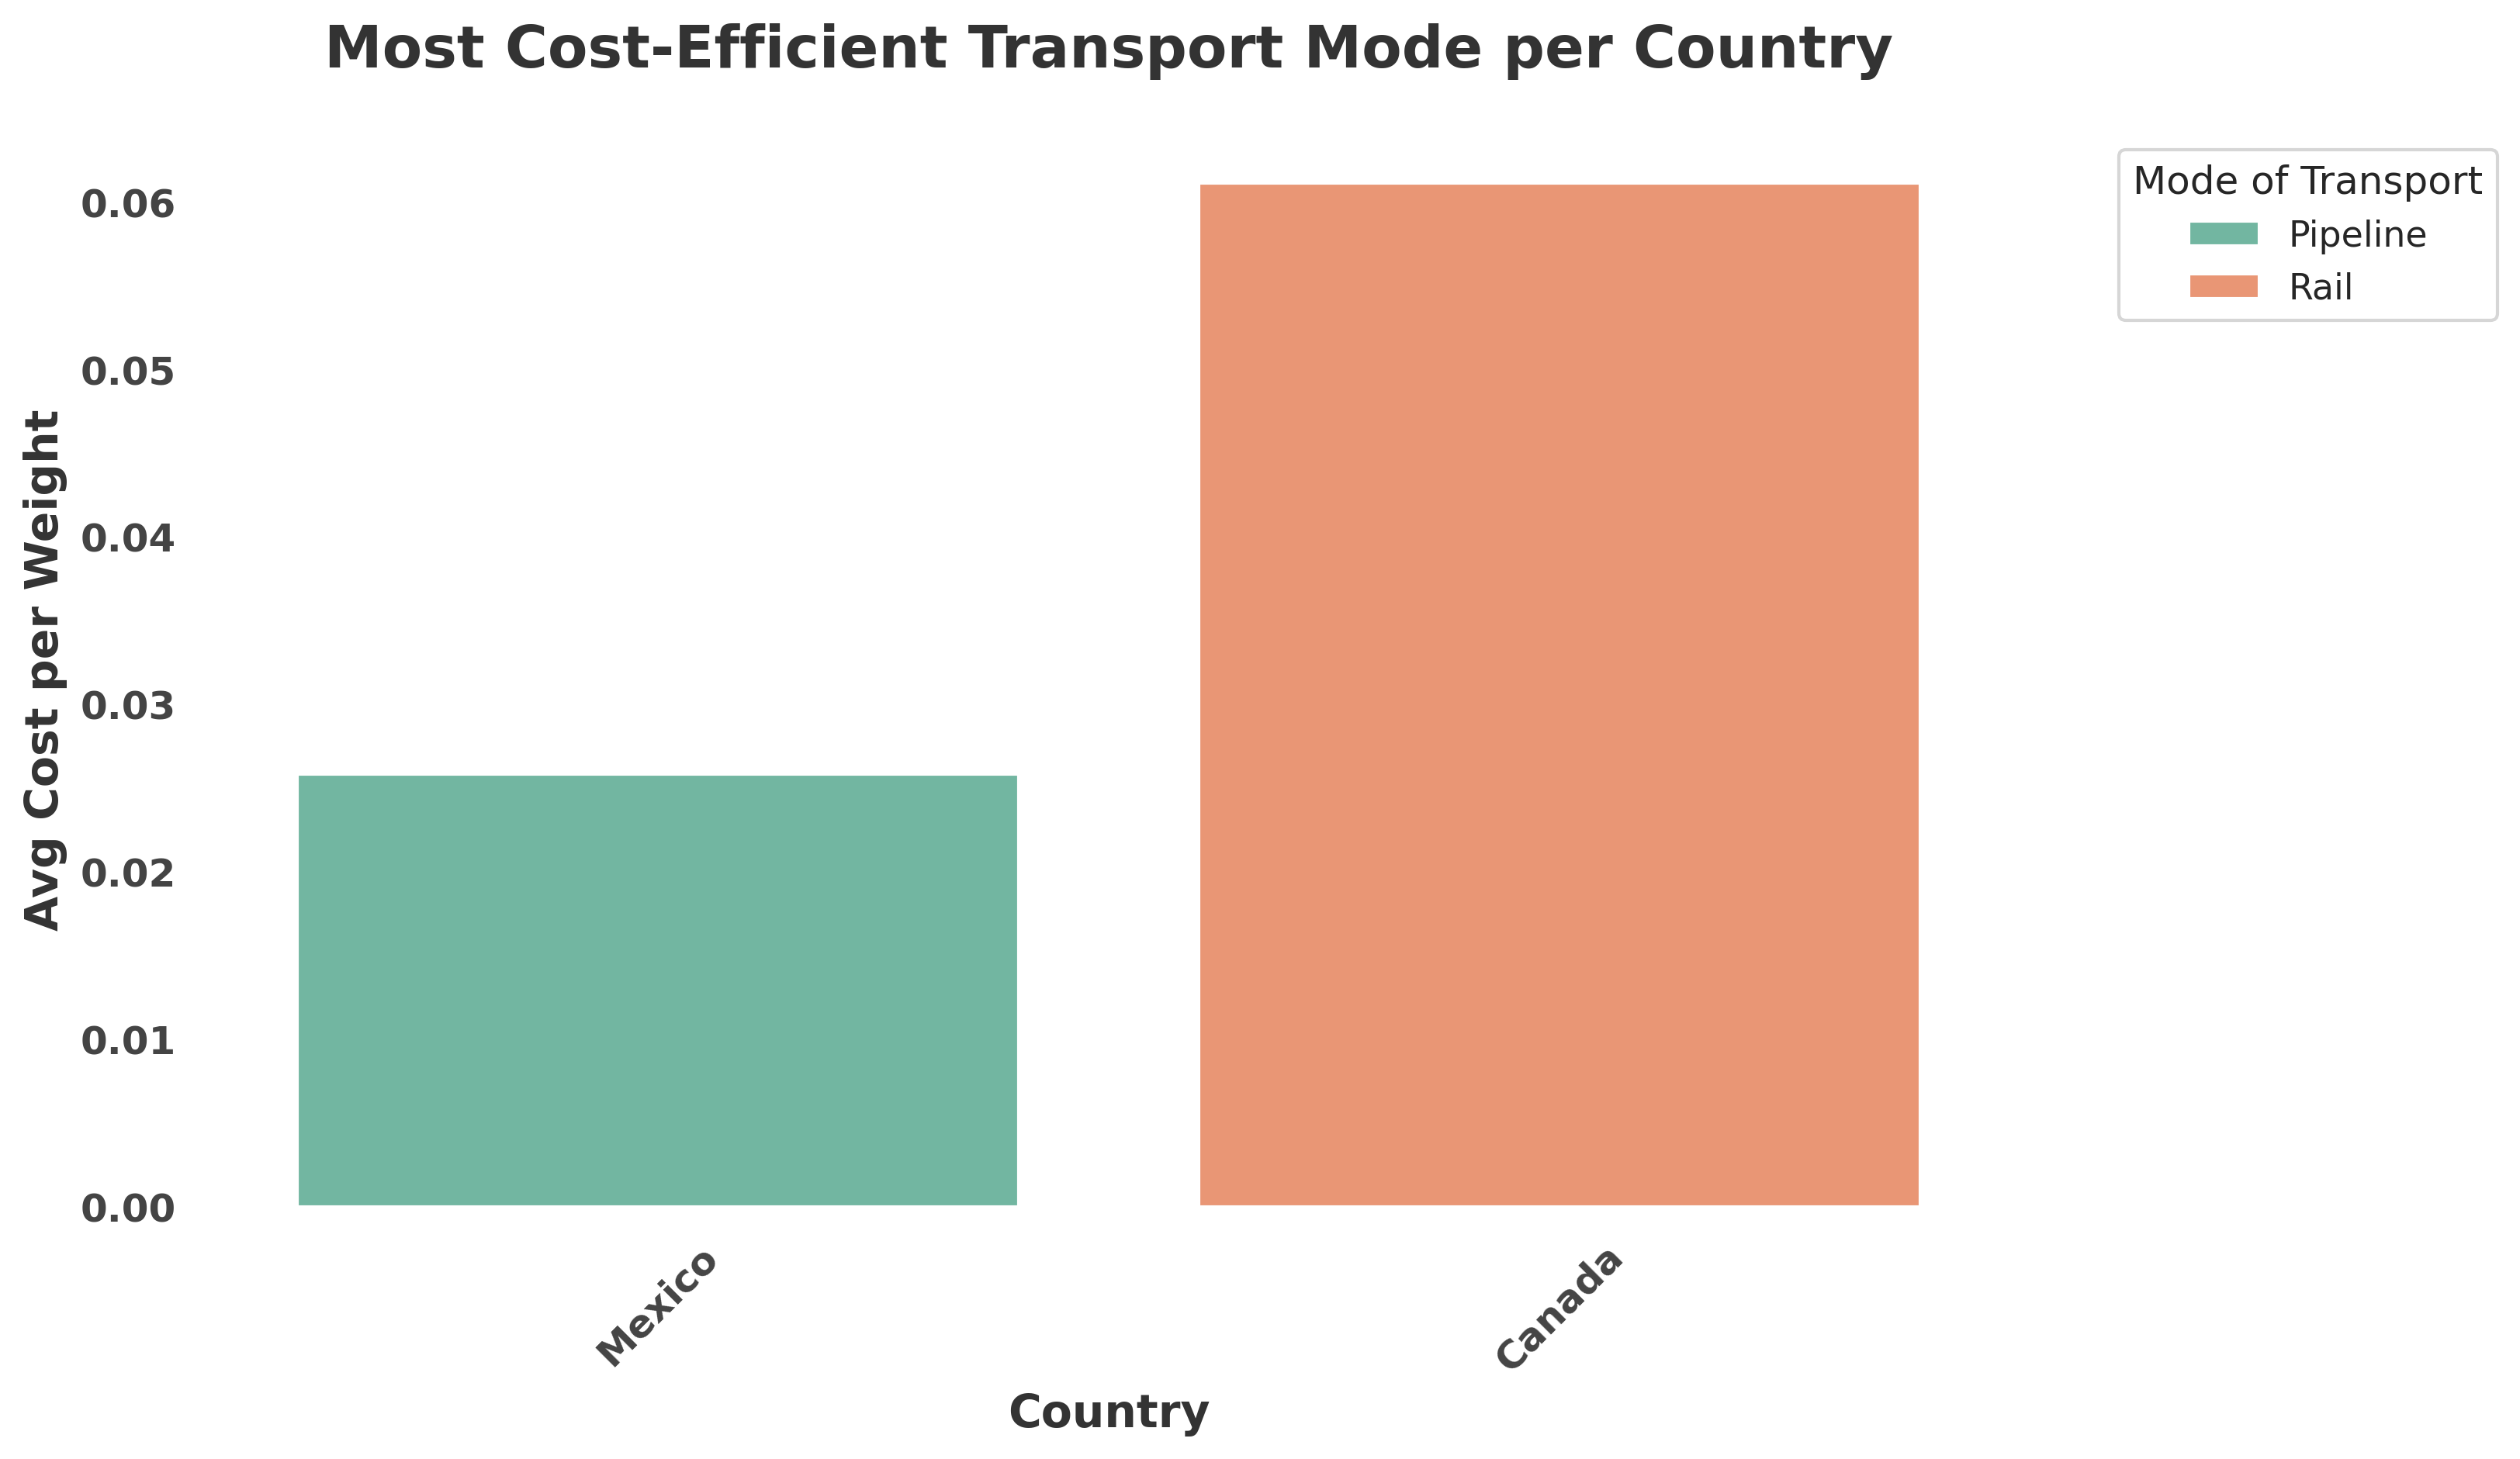 Most Cost-Efficient Transport Mode per Country
Mode of Transport
Pipeline
Rail
Avg Cost per Weight
0.06
0.05
0.04
0.03
0.02
0.01
0.00
Mexico
Canada
Country